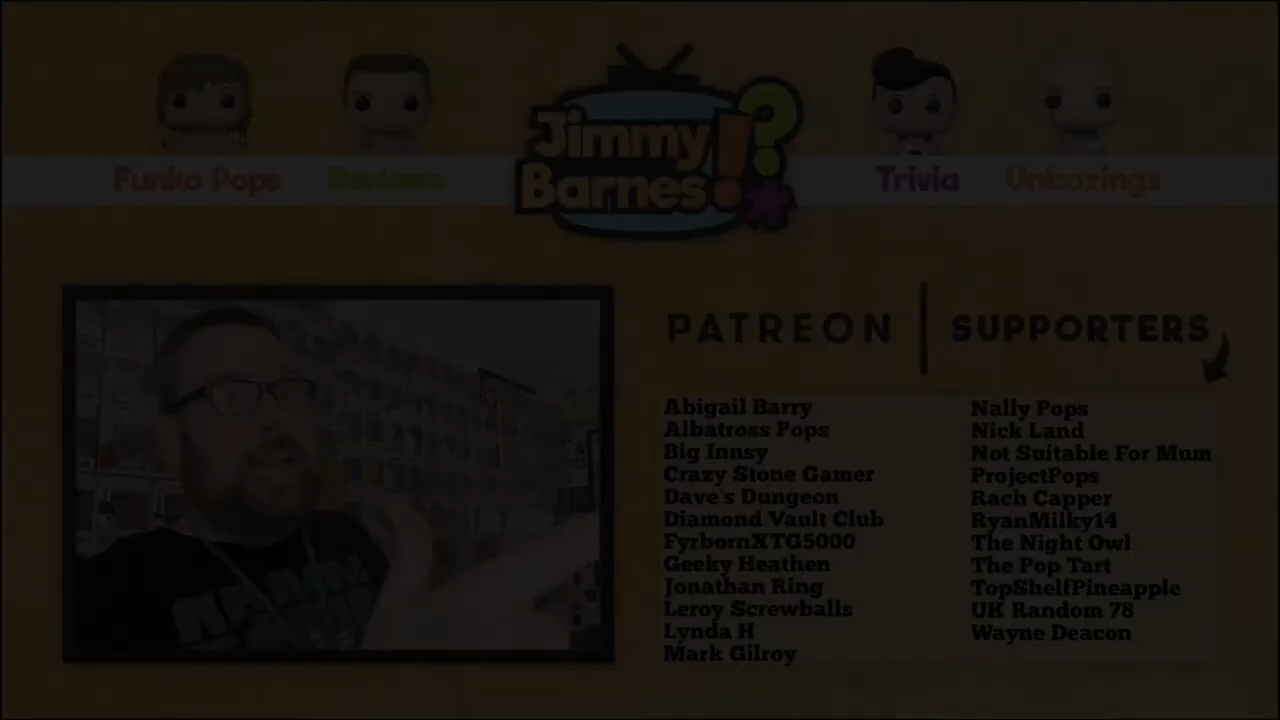 Jimmy
Barnes!?*
Funko Pops
Reviews
Trivia
Unboxings
PATREON | SUPPORTERS
Abigail Barry
Albatross Pops
Big Innsy
Crazy Stone Gamer
Dave's Dungeon
Diamond Vault Club
FyrbornXTG5000
Geeky Heathen
Jonathan Ring
Leroy Screwballs
Lynda H
Mark Gilroy
Nally Pops
Nick Land
Not Suitable For Mum
ProjectPops
Rach Capper
RyanMilky14
The Night Owl
The Pop Tart
TopShelfPineapple
UK Random 78
Wayne Deacon